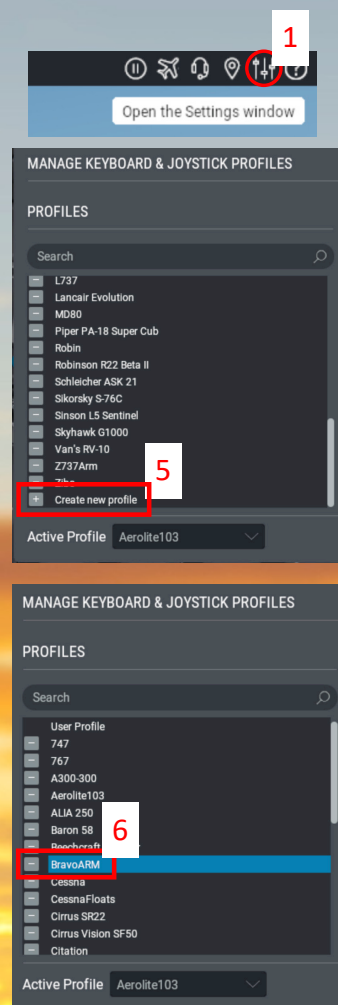 1
Open the Settings window
MANAGE KEYBOARD & JOYSTICK PROFILES
PROFILES
Search
L737
Lancair Evolution
MD80
Piper PA-18 Super Cub
Robin
Robinson R22 Beta II
Schleicher ASK 21
Sikorsky S-76C
Sinson L5 Sentinel
Skyhawk G1000
Van's RV-10
Z737Arm
5
Create new profile
Active Profile Aerolite103
MANAGE KEYBOARD & JOYSTICK PROFILES
PROFILES
Search
User Profile
747
767
A300-300
Aerolite103
ALIA 250
Baron 58
6
Beechcraft
BravoARM
Cessna
CessnaFloats
Cirrus SR22
Cirrus Vision SF50
Citation
Active Profile Aerolite103